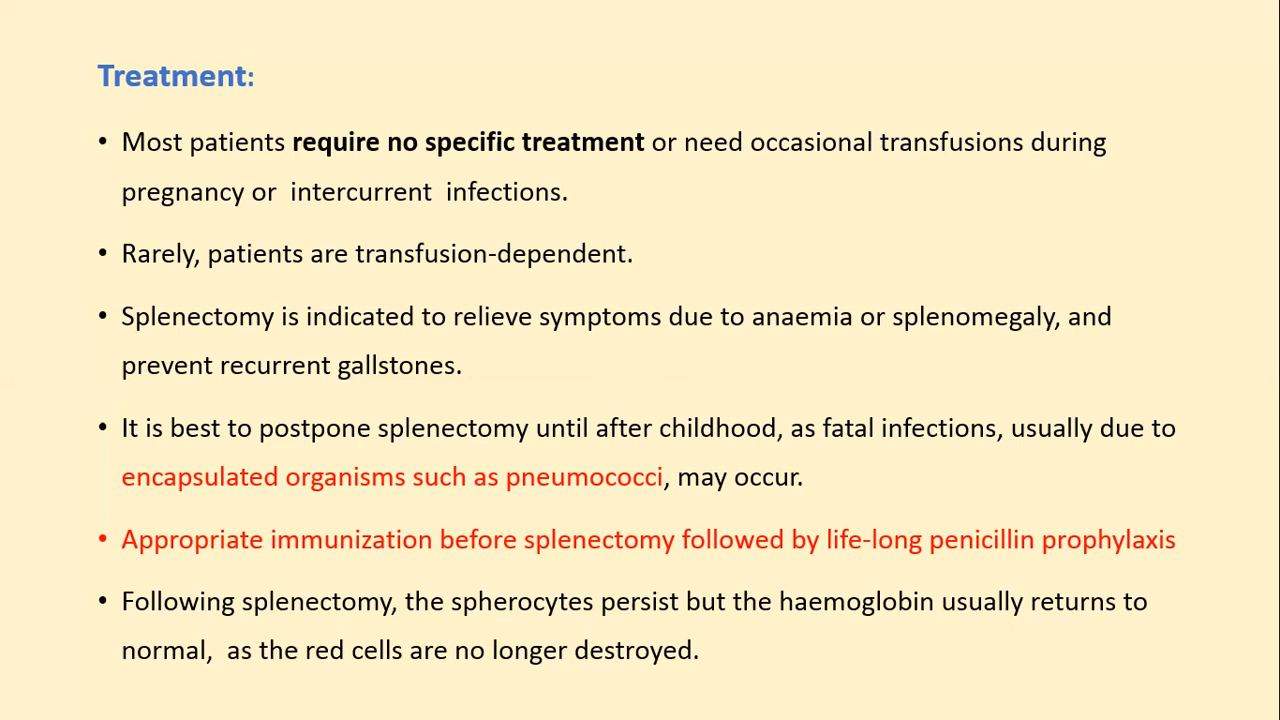 Treatment:
• Most patients require no specific treatment or need occasional transfusions during
pregnancy or  intercurrent  infections.
• Rarely, patients are transfusion-dependent.
• Splenectomy is indicated to relieve symptoms due to anaemia or splenomegaly, and
prevent recurrent gallstones.
• It is best to postpone splenectomy until after childhood, as fatal infections, usually due to
encapsulated organisms such as pneumococci, may occur.
• Appropriate immunization before splenectomy followed by life-long penicillin prophylaxis
• Following splenectomy, the spherocytes persist but the haemoglobin usually returns to
normal,  as the red cells are no longer destroyed.